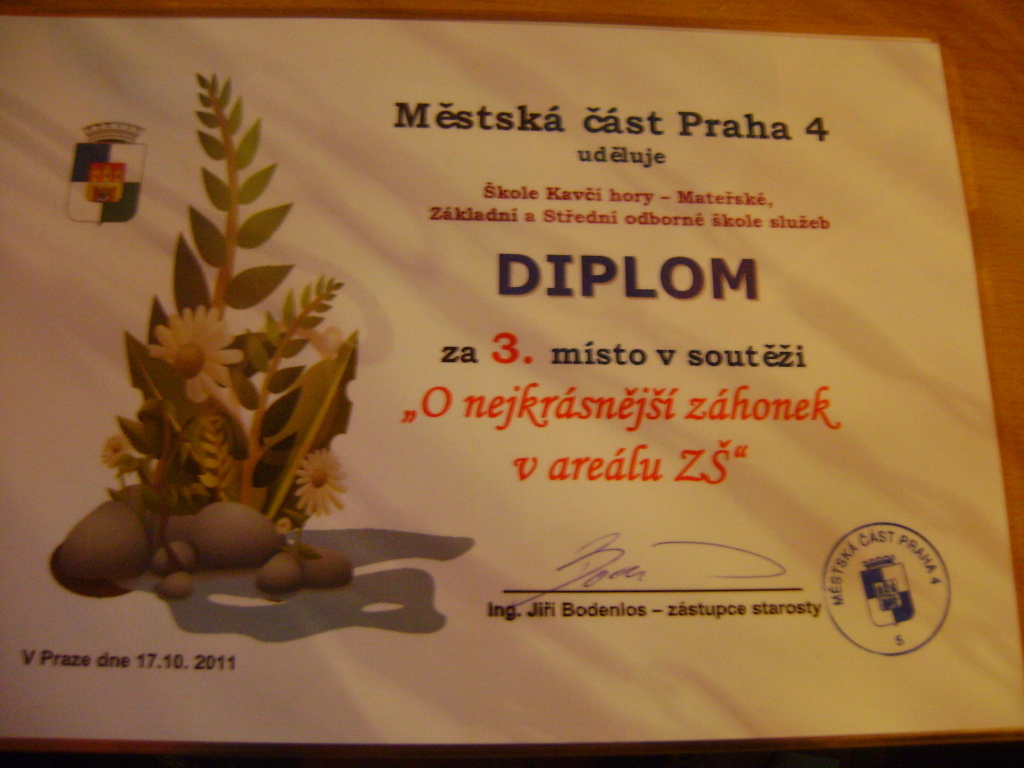 Městská část Praha 4
uděluje
Škole Kavčí hory – Mateřské,
Základní a Střední odborné škole služeb
DIPLOM
za 3. místo v soutěži
„O nejkrásnější záhonek
v areálu ZŠ“
Ing. Jiří Bodenlos – zástupce starosty
MĚSTSKÁ ČÁST PRAHA 4
5
V Praze dne 17.10. 2011